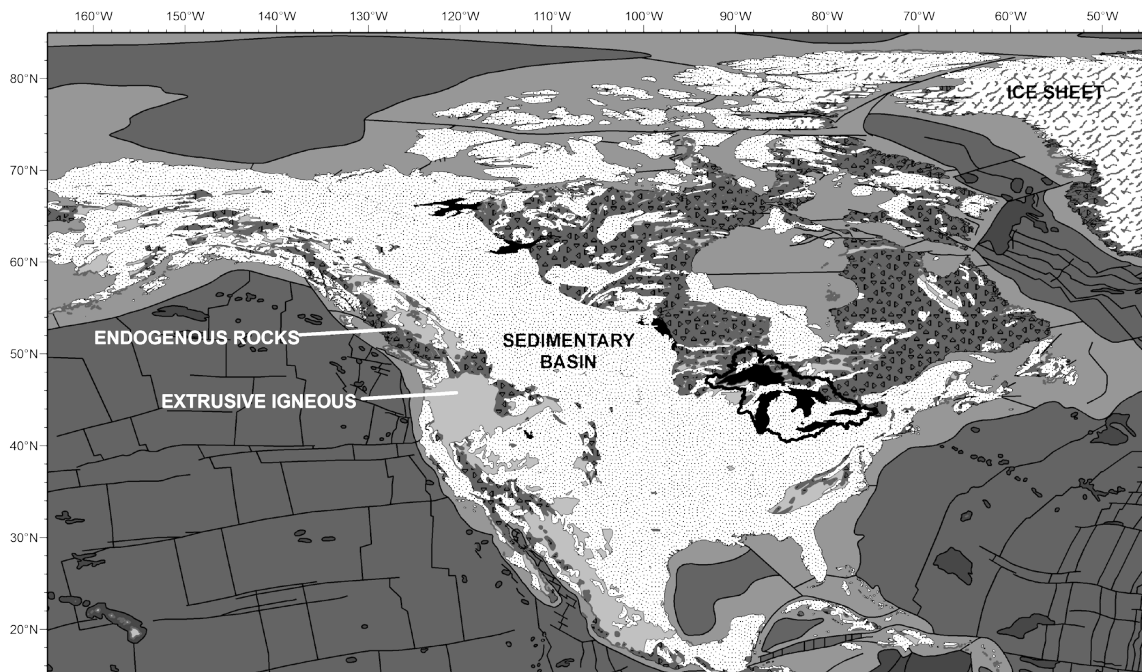 160°W 150°W 140°W 130°W 120°W 110°W 100°W 90°W 80°W 70°W 60°W 50°W
80°N
ICE SHEET
70°N
60°N
ENDOGENOUS ROCKS
SEDIMENTARY
BASIN
50°N
EXTRUSIVE IGNEOUS
40°N
30°N
20°N